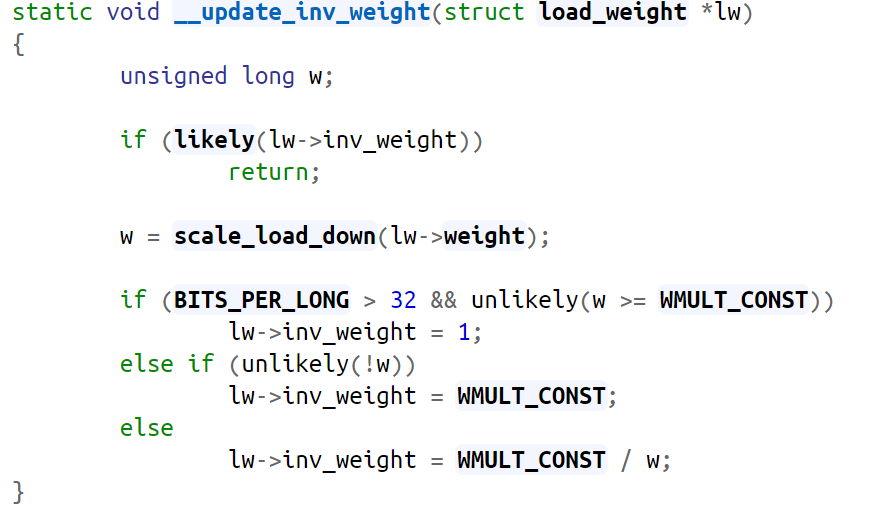 static void __update_inv_weight(struct load_weight *lw)
{
        unsigned long w;

        if (likely(lw->inv_weight))
                return;

        w = scale_load_down(lw->weight);

        if (BITS_PER_LONG > 32 && unlikely(w >= WMULT_CONST))
                lw->inv_weight = 1;
        else if (unlikely(!w))
                lw->inv_weight = WMULT_CONST;
        else
                lw->inv_weight = WMULT_CONST / w;
}